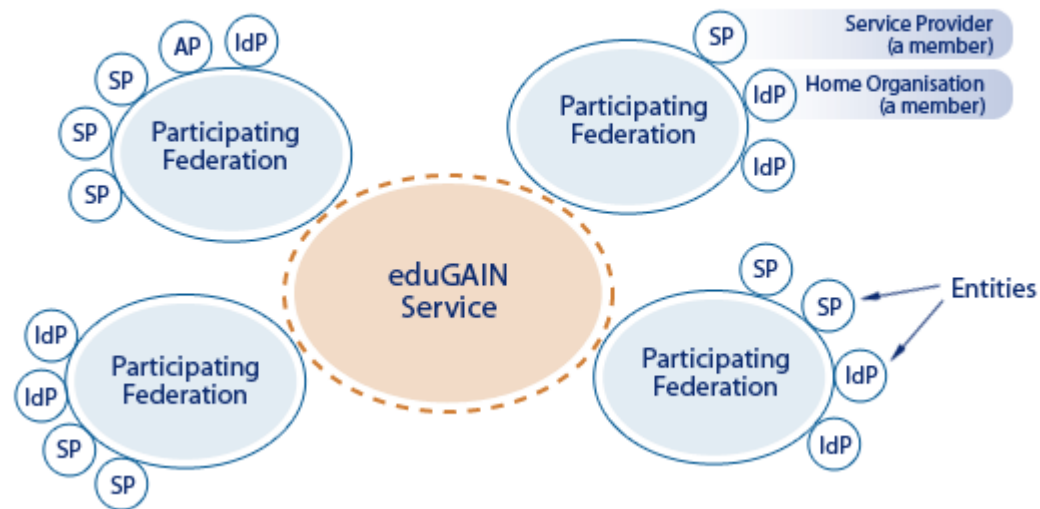 AP
IdP
SP
SP
SP
SP
Participating
Federation
SP
Service Provider
(a member)
IdP
Home Organisation
(a member)
IdP
Participating
Federation
eduGAIN
Service
IdP
IdP
SP
SP
Participating
Federation
SP
SP
IdP
IdP
Participating
Federation
Entities